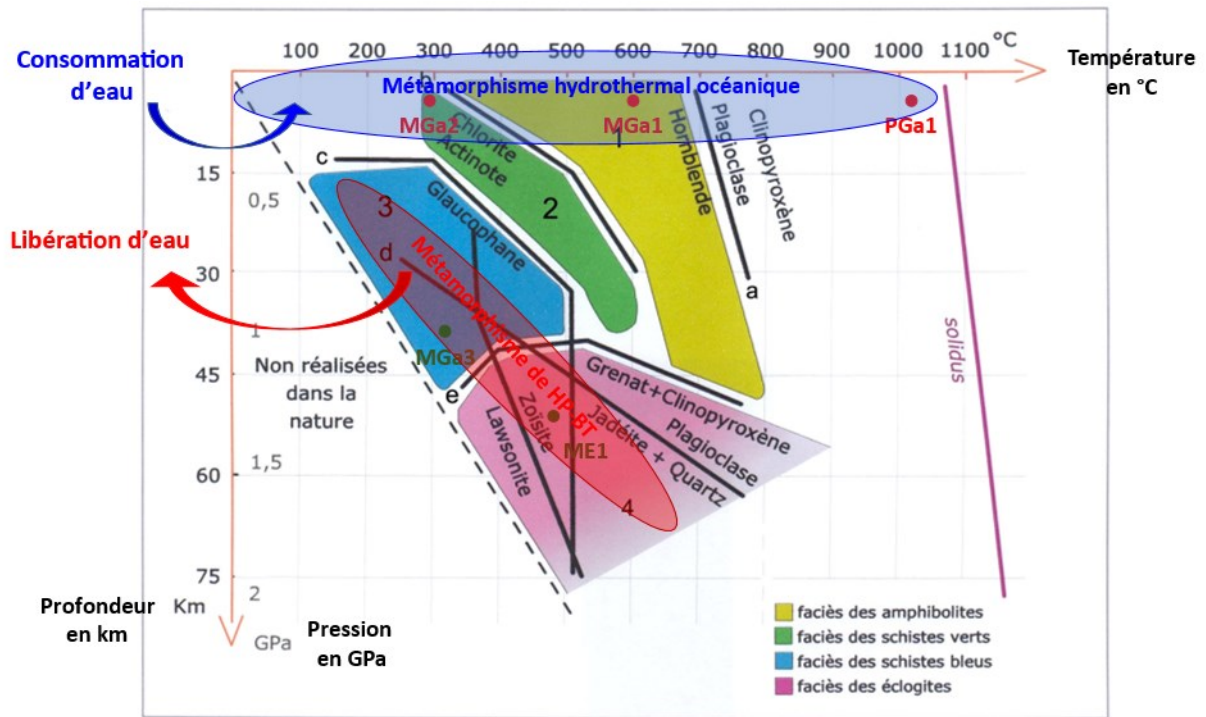 100 200 300 400 500 600 700 800 900 1000 1100 °C
Température
en °C
Consommation
d'eau
Métamorphisme hydrothermal océanique
MGa2
MGa1
PGa1
b
1
Chlorite
Actinote
Hornblende
Plagioclase
Clinopyroxène
a
2
c
15
0,5
3
Glaucophane
Libération d'eau
d
30
Métamorphisme de HP-BT
1
MGa3
Non réalisées
dans la
nature
45
e
Grenat+Clinopyroxène
Plagioclase
Jadéite + Quartz
Zoïsite
Lawsonite
ME1
solidus
1,5
60
4
75
Km
2
GPa
Profondeur
en km
Pression
en GPa
faciès des amphibolites
faciès des schistes verts
faciès des schistes bleus
faciès des éclogites